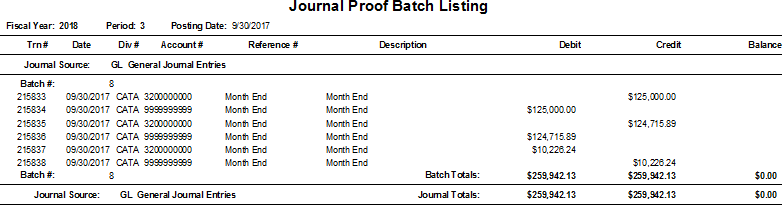 Journal Proof Batch Listing
Fiscal Year: 2018 Period: 3 Posting Date: 9/30/2017
Trn # Date Div # Account # Reference # Description Debit Credit Balance
Journal Source: GL General Journal Entries
Batch #: 8
215833 09/30/2017 CATA 3200000000 Month End Month End $125,000.00
215834 09/30/2017 CATA 9999999999 Month End Month End $125,000.00
215835 09/30/2017 CATA 3200000000 Month End Month End $124,715.89
215836 09/30/2017 CATA 9999999999 Month End Month End $124,715.89
215837 09/30/2017 CATA 3200000000 Month End Month End $10,226.24
215838 09/30/2017 CATA 9999999999 Month End Month End $10,226.24
Batch #: 8 Batch Totals: $259,942.13 $259,942.13 $0.00
Journal Source: GL General Journal Entries Journal Totals: $259,942.13 $259,942.13 $0.00